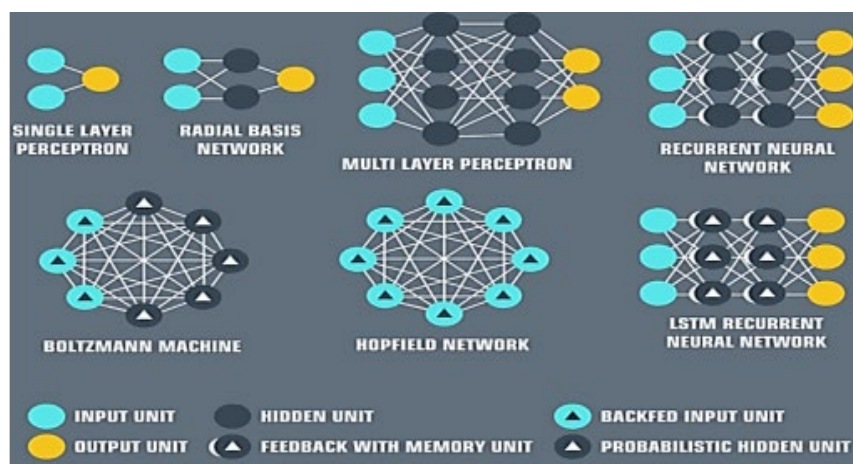 SINGLE LAYER
PERCEPTRON
RADIAL BASIS
NETWORK
MULTI LAYER PERCEPTRON
RECURRENT NEURAL
NETWORK
BOLTZMANN MACHINE
HOPFIELD NETWORK
LSTM RECURRENT
NEURAL NETWORK
INPUT UNIT
HIDDEN UNIT
BACKFED INPUT UNIT
OUTPUT UNIT
FEEDBACK WITH MEMORY UNIT
PROBABILISTIC HIDDEN UNIT